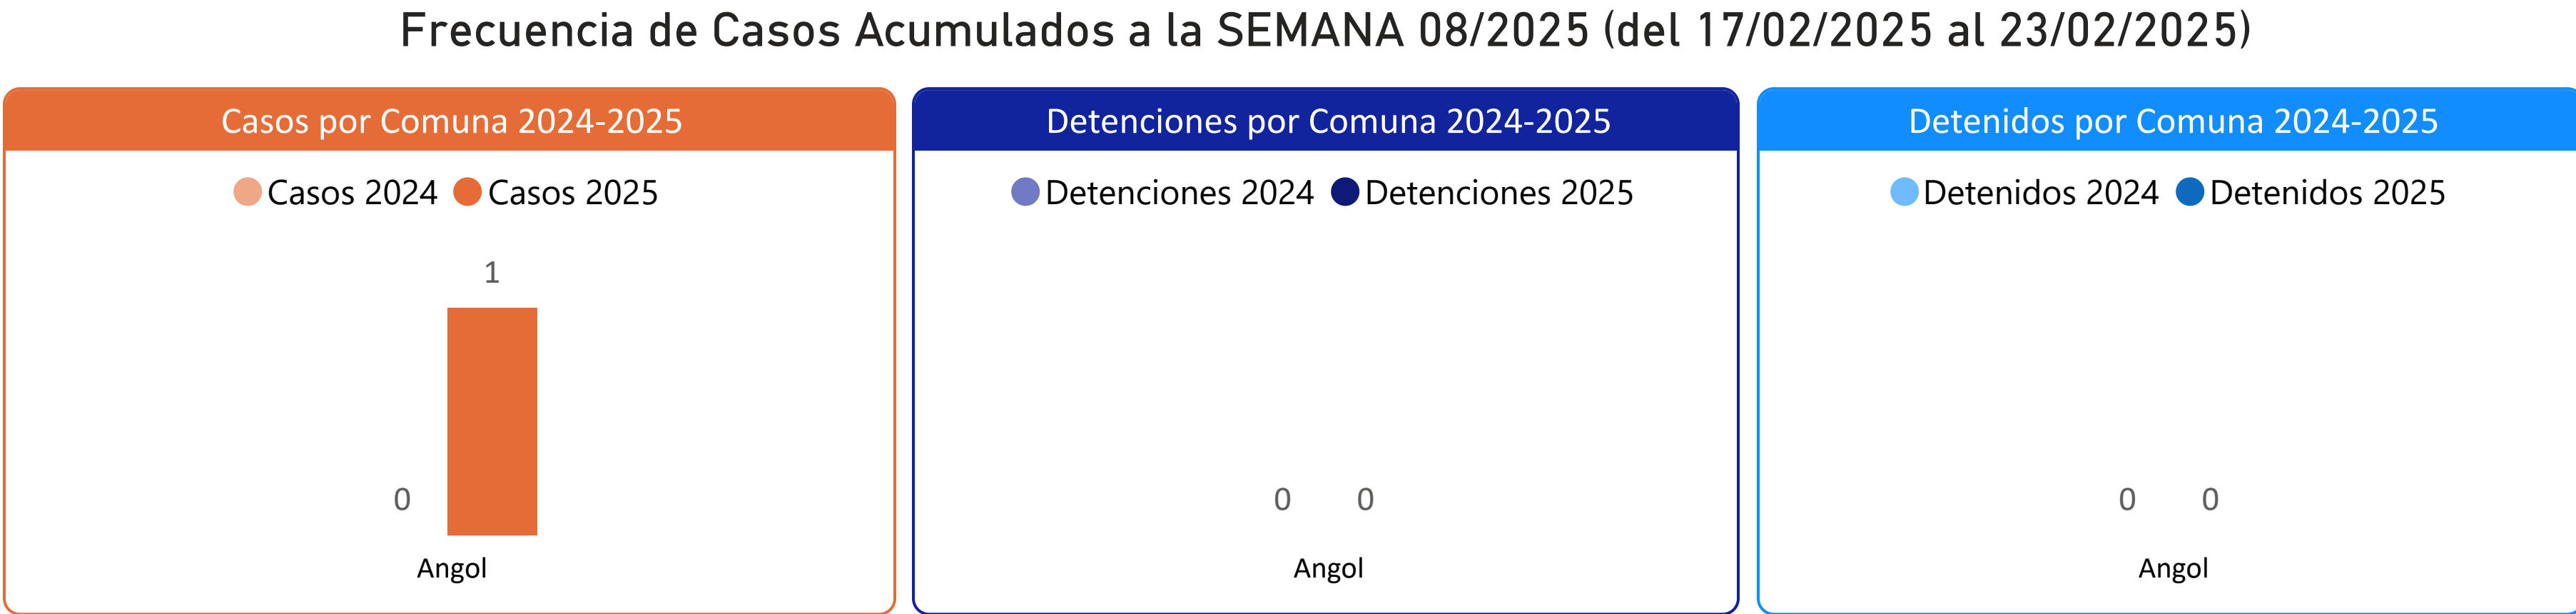 Frecuencia de Casos Acumulados a la SEMANA 08/2025 (del 17/02/2025 al 23/02/2025)
Casos por Comuna 2024-2025
Casos 2024 Casos 2025
1
0
Angol
Detenciones por Comuna 2024-2025
Detenciones 2024 Detenciones 2025
0 0
Angol
Detenidos por Comuna 2024-2025
Detenidos 2024 Detenidos 2025
0 0
Angol